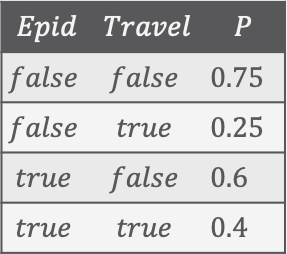 Epid Travel P
false false 0.75
false true 0.25
true false 0.6
true true 0.4